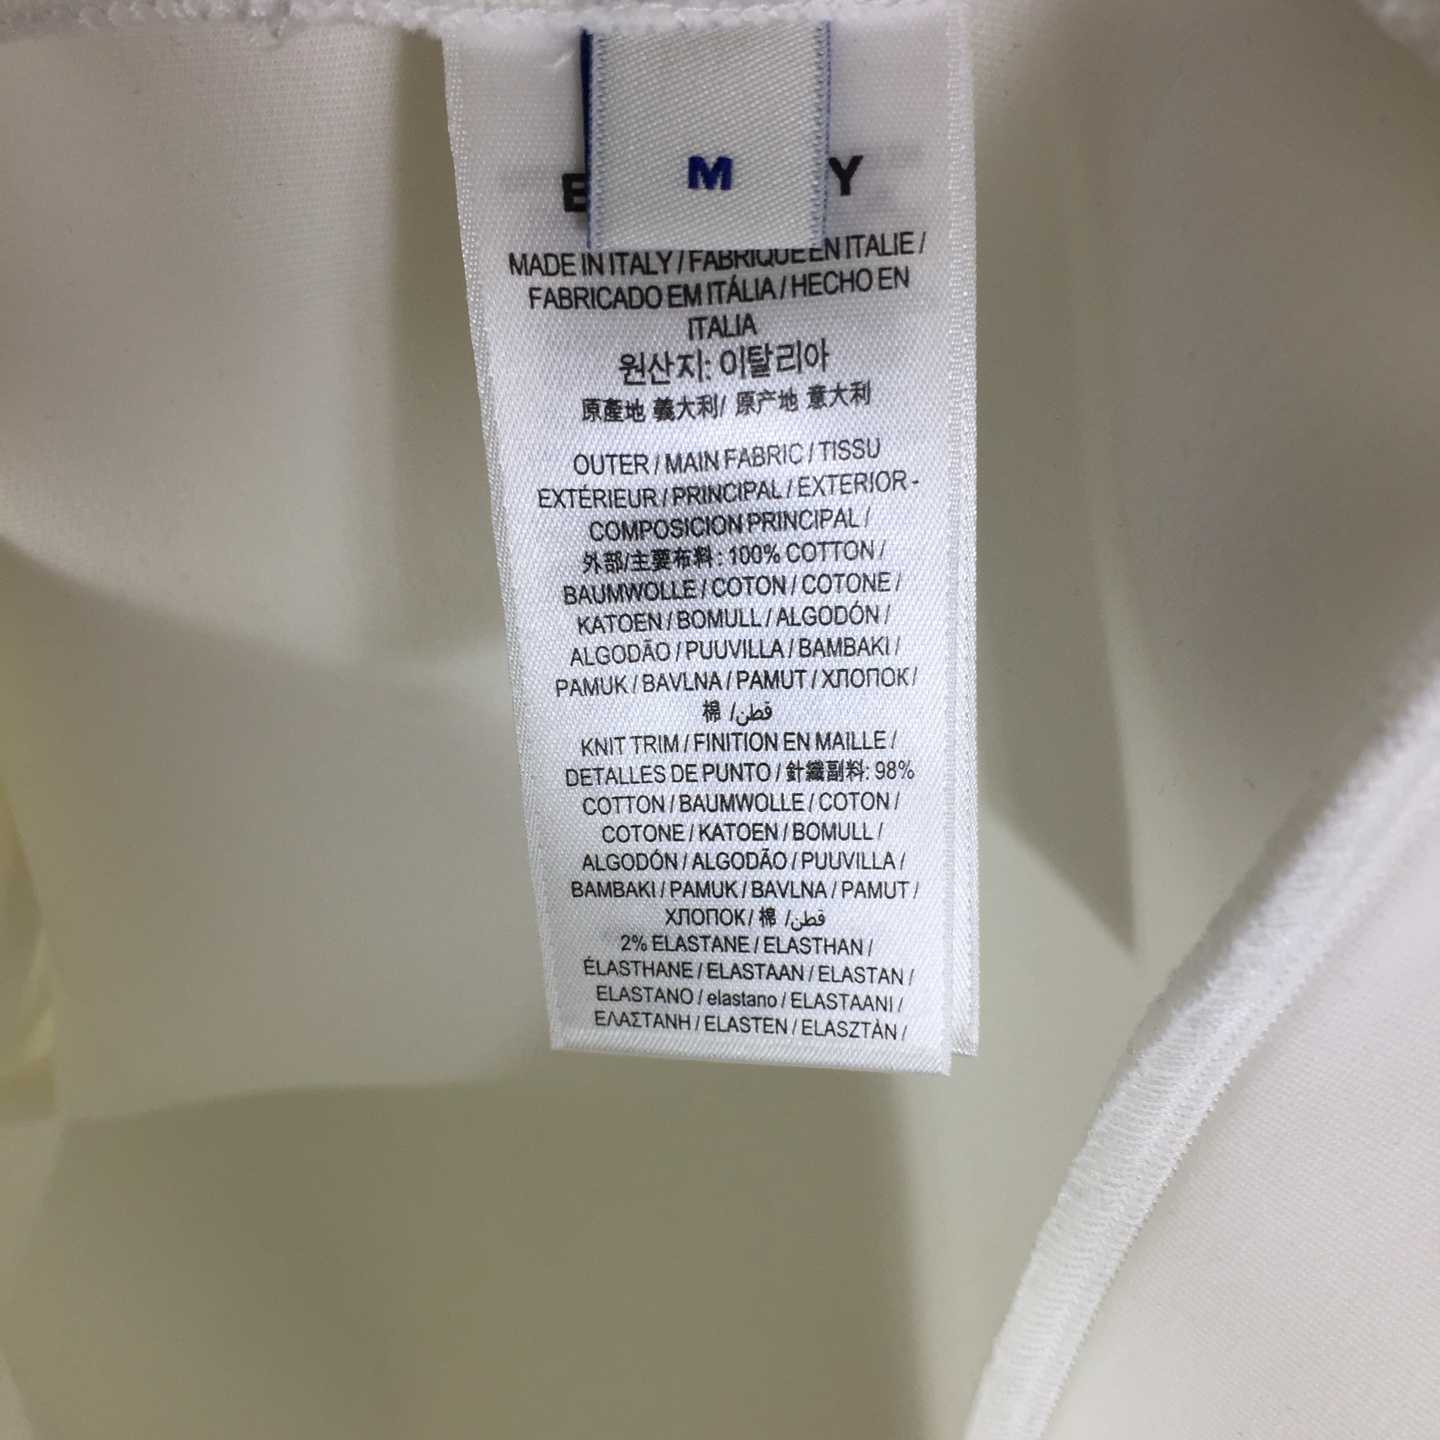 M
MADE IN ITALY / FABRIQUE EN ITALIE /
FABRICADO EM ITÁLIA / HECHO EN
ITALIA
원산지: 이탈리아
原產地 義大利/ 原产地 意大利
OUTER / MAIN FABRIC / TISSU
EXTÉRIEUR / PRINCIPAL / EXTERIOR -
COMPOSICION PRINCIPAL /
外部/主要布料: 100% COTTON /
BAUMWOLLE / COTON / COTONE /
KATOEN / BOMULL / ALGODÓN /
ALGODÃO / PUUVILLA / BAMBAKI /
PAMUK / BAVLNA / PAMUT / ХЛОПОК /
棉 / قطن
KNIT TRIM / FINITION EN MAILLE /
DETALLES DE PUNTO / 針織副料: 98%
COTTON / BAUMWOLLE / COTON /
COTONE / KATOEN / BOMULL /
ALGODÓN / ALGODÃO / PUUVILLA /
BAMBAKI / PAMUK / BAVLNA / PAMUT /
ХЛОПОК / 棉 / قطن
2% ELASTANE / ELASTHAN /
ÉLASTHANE / ELASTAAN / ELASTAN /
ELASTANO / elastano / ELASTAANI /
ΕΛΑΣΤΑΝΗ / ELASTEN / ELASZTÀN /